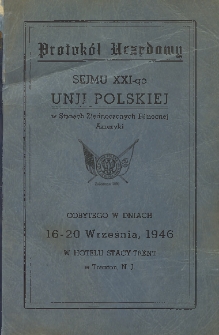 Protokół Urzędowy
SEJMU XXI-go
UNJI POLSKIEJ
w Stanach Zjednoczonych Północnej
Ameryki
ODBYTEGO W DNIACH
16-20 Września, 1946
W HOTELU STACY-TRENT
w Trenton, N. J.